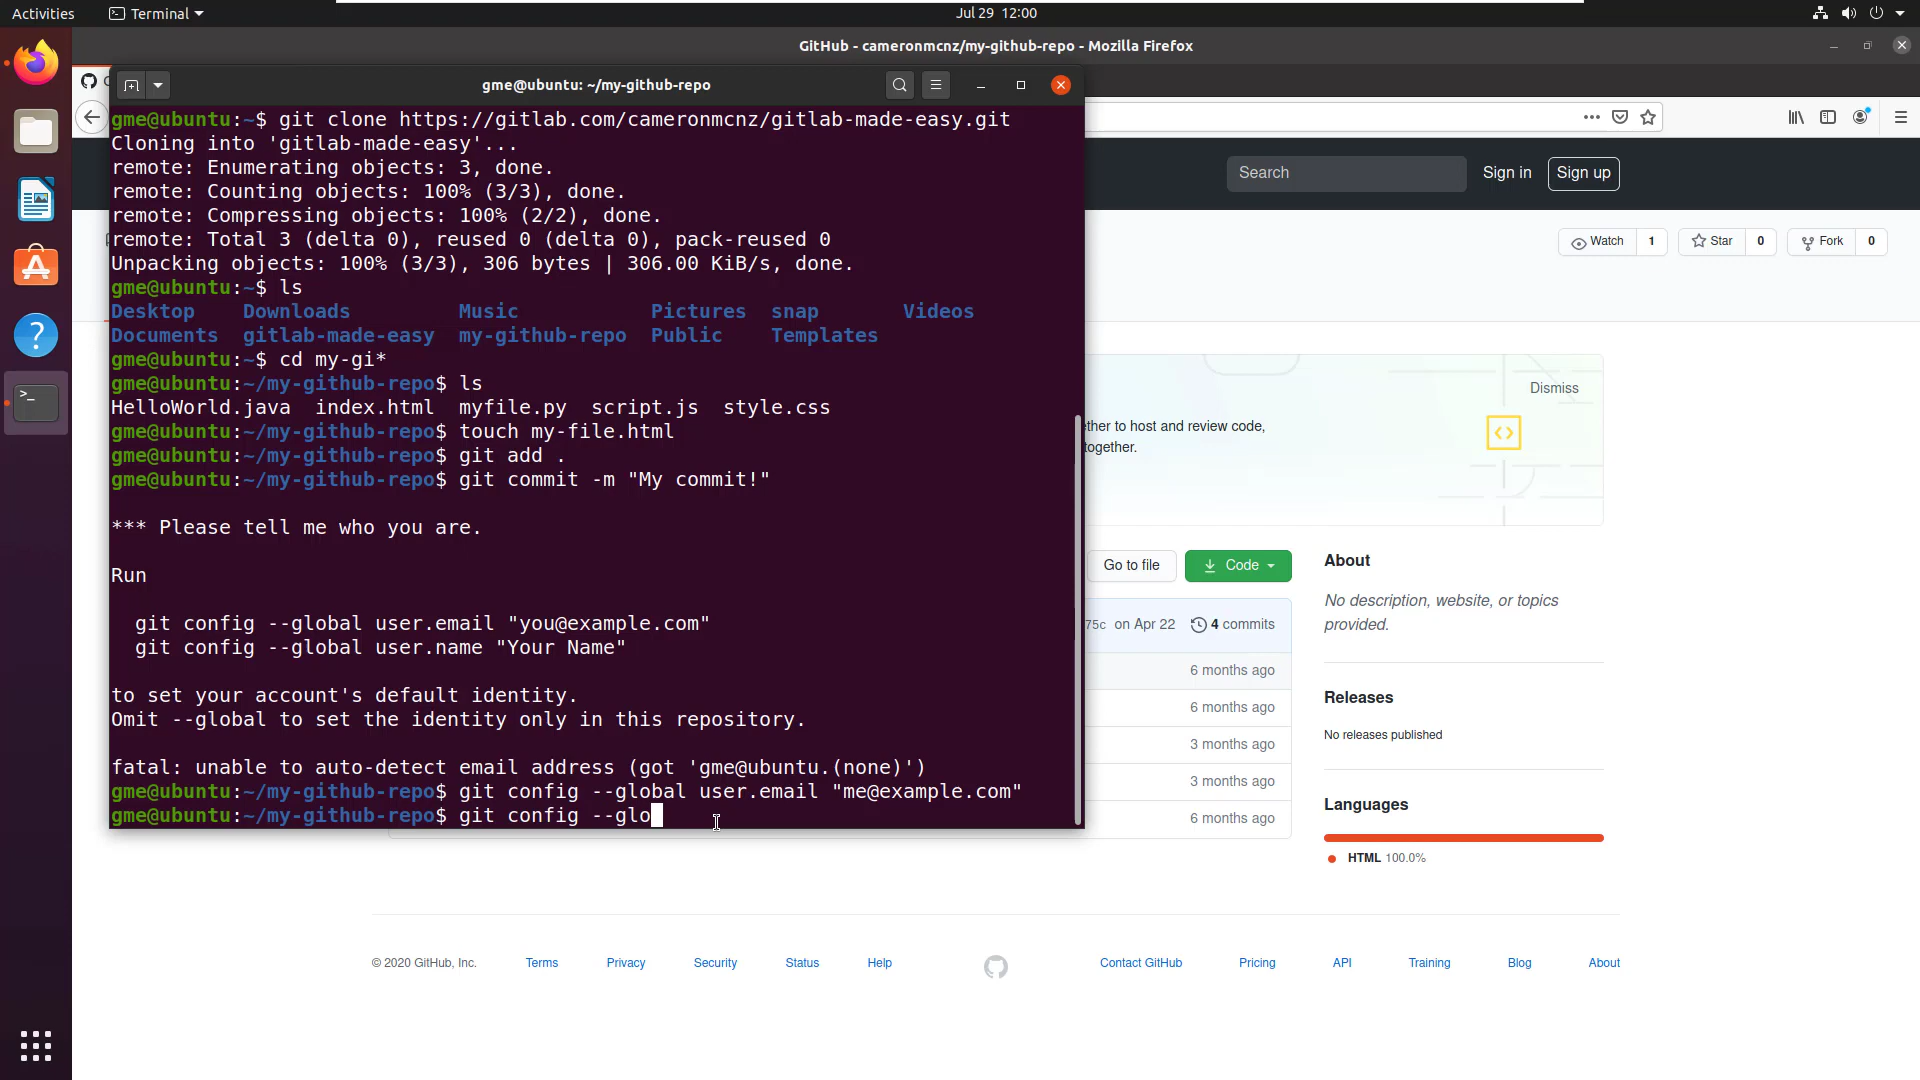 Activities
Terminal
Jul 29 12:00
GitHub - cameronmcnz/my-github-repo - Mozilla Firefox
gme@ubuntu: ~/my-github-repo
gme@ubuntu:~$ git clone https://gitlab.com/cameronmcnz/gitlab-made-easy.git
Cloning into 'gitlab-made-easy'...
remote: Enumerating objects: 3, done.
remote: Counting objects: 100% (3/3), done.
remote: Compressing objects: 100% (2/2), done.
remote: Total 3 (delta 0), reused 0 (delta 0), pack-reused 0
Unpacking objects: 100% (3/3), 306 bytes | 306.00 KiB/s, done.
gme@ubuntu:~$ ls
Desktop Downloads Music Pictures snap Videos
Documents gitlab-made-easy my-github-repo Public Templates
gme@ubuntu:~$ cd my-gi*
gme@ubuntu:~/my-github-repo$ ls
HelloWorld.java index.html myfile.py script.js style.css
gme@ubuntu:~/my-github-repo$ touch my-file.html
gme@ubuntu:~/my-github-repo$ git add .
gme@ubuntu:~/my-github-repo$ git commit -m "My commit!"
*** Please tell me who you are.
Run
git config --global user.email "you@example.com"
git config --global user.name "Your Name"
to set your account's default identity.
Omit --global to set the identity only in this repository.
fatal: unable to auto-detect email address (got 'gme@ubuntu.(none)')
gme@ubuntu:~/my-github-repo$ git config --global user.email "me@example.com"
gme@ubuntu:~/my-github-repo$ git config --glo
Search
Sign in
Sign up
Watch 1
Star 0
Fork 0
Dismiss
ther to host and review code,
together.
Go to file
Code
75c on Apr 22 4 commits
6 months ago
6 months ago
3 months ago
3 months ago
6 months ago
About
No description, website, or topics
provided.
Releases
No releases published
Languages
HTML 100.0%
© 2020 GitHub, Inc. Terms Privacy Security Status Help Contact GitHub Pricing API Training Blog About